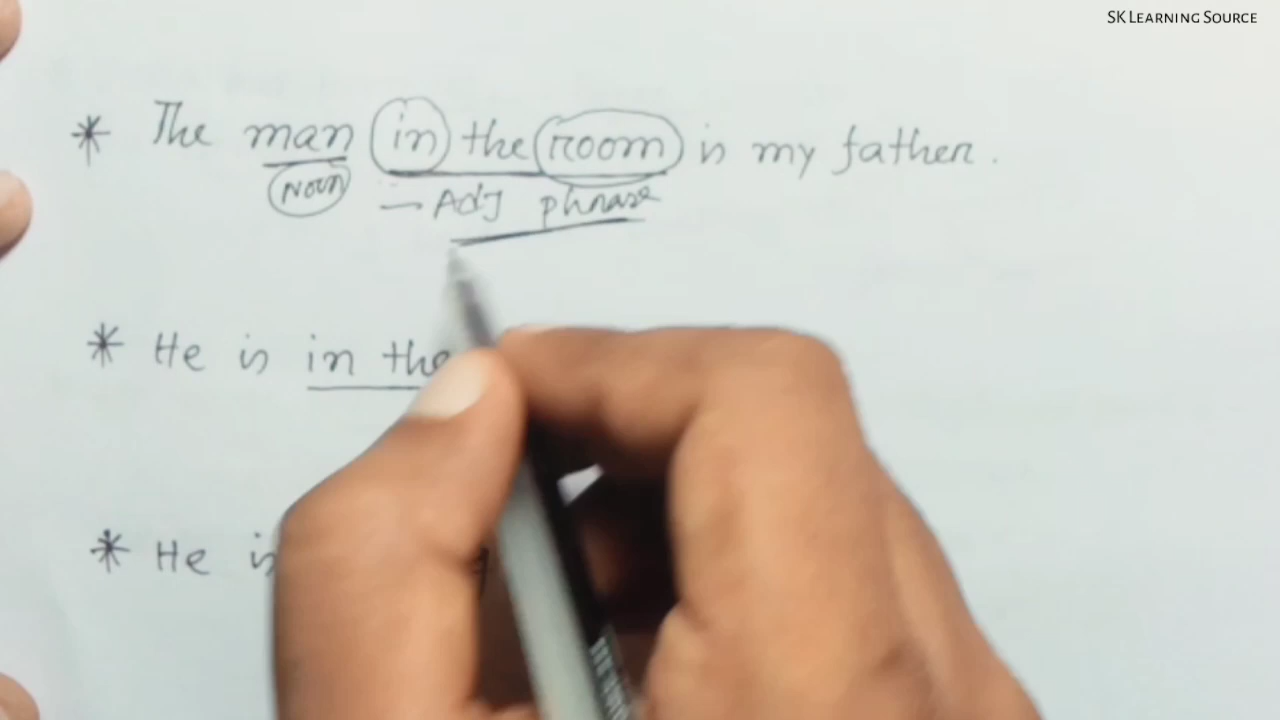 SK LEARNING SOURCE
* The man in the room is my father.
Noun — Adj phrase
* He is in the
* He is